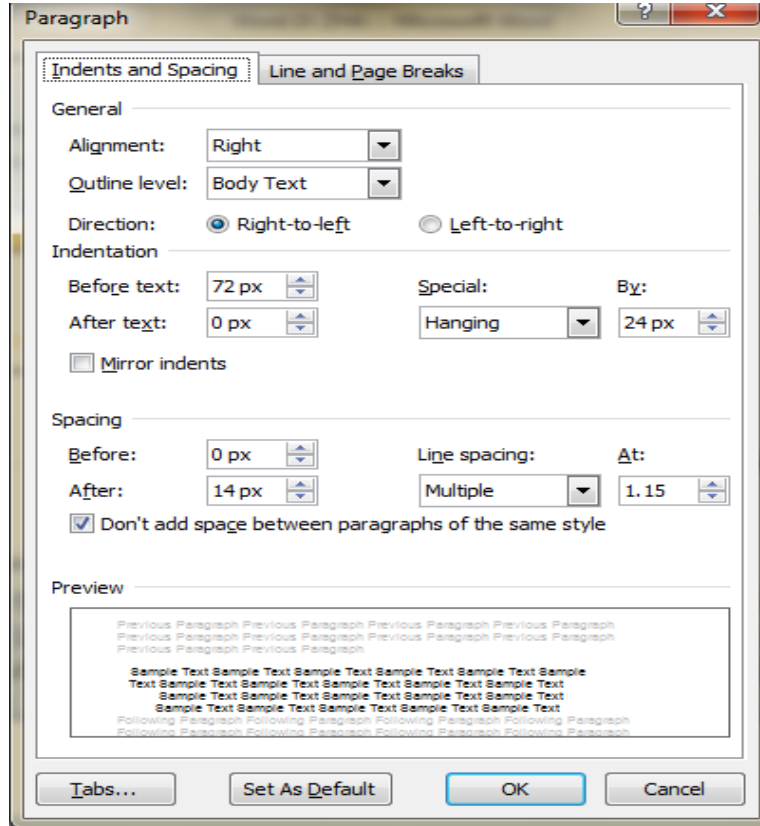 Paragraph
Indents and Spacing Line and Page Breaks
General
Alignment: Right
Outline level: Body Text
Direction: Right-to-left Left-to-right
Indentation
Before text: 72 px Special: By:
After text: 0 px Hanging 24 px
Mirror indents
Spacing
Before: 0 px Line spacing: At:
After: 14 px Multiple 1.15
Don't add space between paragraphs of the same style
Preview
Previous Paragraph Previous Paragraph Previous Paragraph Previous Paragraph
Previous Paragraph Previous Paragraph Previous Paragraph Previous Paragraph
Previous Paragraph Previous Paragraph
Sample Text Sample Text Sample Text Sample Text Sample Text Sample
Text Sample Text Sample Text Sample Text Sample Text Sample Text
Sample Text Sample Text Sample Text Sample Text Sample Text
Sample Text Sample Text Sample Text Sample Text Sample Text
Following Paragraph Following Paragraph Following Paragraph Following Paragraph
Following Paragraph Following Paragraph Following Paragraph Following Paragraph
Tabs... Set As Default OK Cancel